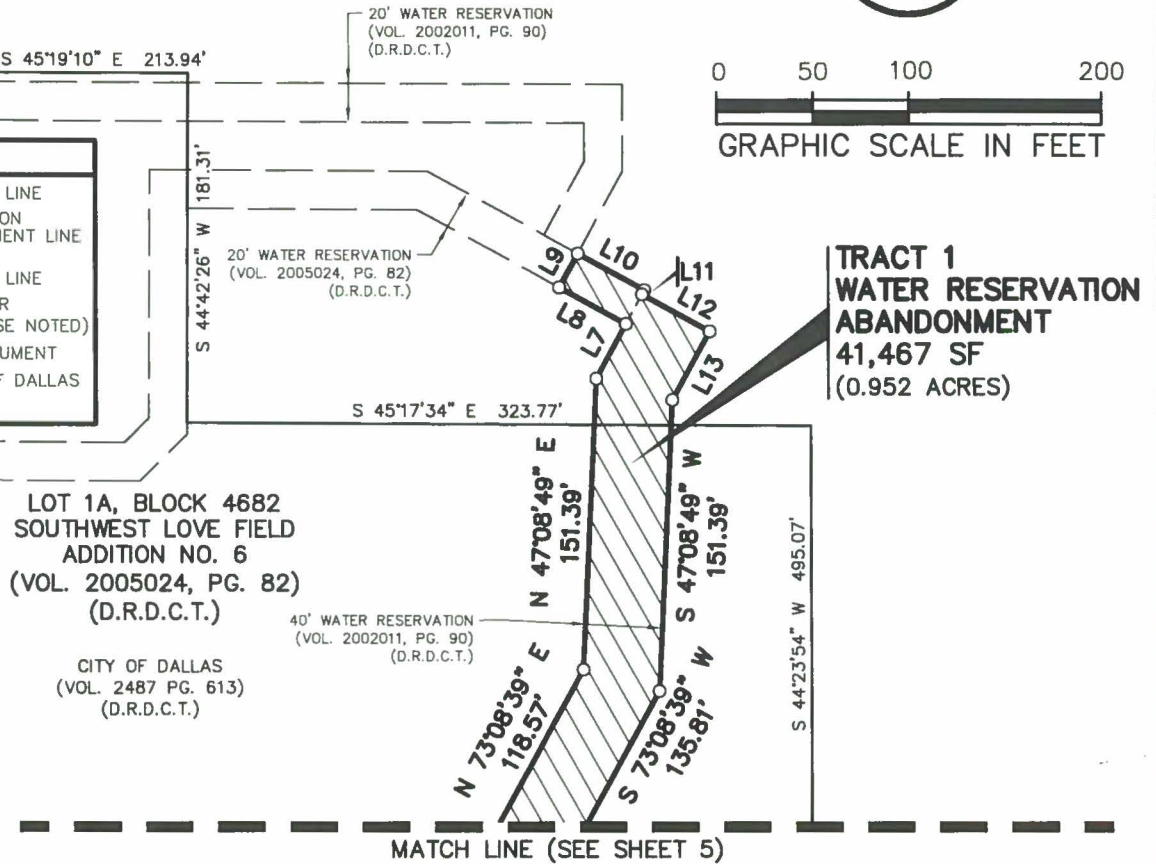 20' WATER RESERVATION
(VOL. 2002011, PG. 90)
(D.R.D.C.T.)
S 45°19'10" E 213.94'
0 50 100 200
GRAPHIC SCALE IN FEET
LINE
ON
MENT LINE
LINE
R
SE NOTED)
UMENT
F DALLAS
S 44°42'26" W 181.31'
20' WATER RESERVATION
(VOL. 2005024, PG. 82)
(D.R.D.C.T.)
L9
L10
L11
L12
L8
L7
L13
TRACT 1
WATER RESERVATION
ABANDONMENT
41,467 SF
(0.952 ACRES)
S 45°17'34" E 323.77'
N 47°08'49" E
151.39'
S 47°08'49" W
151.39'
S 44°23'54" W 495.07'
LOT 1A, BLOCK 4682
SOUTHWEST LOVE FIELD
ADDITION NO. 6
(VOL. 2005024, PG. 82)
(D.R.D.C.T.)
40' WATER RESERVATION
(VOL. 2002011, PG. 90)
(D.R.D.C.T.)
CITY OF DALLAS
(VOL. 2487 PG. 613)
(D.R.D.C.T.)
N 73°08'39" E
118.57'
S 73°08'39" W
135.81'
MATCH LINE (SEE SHEET 5)